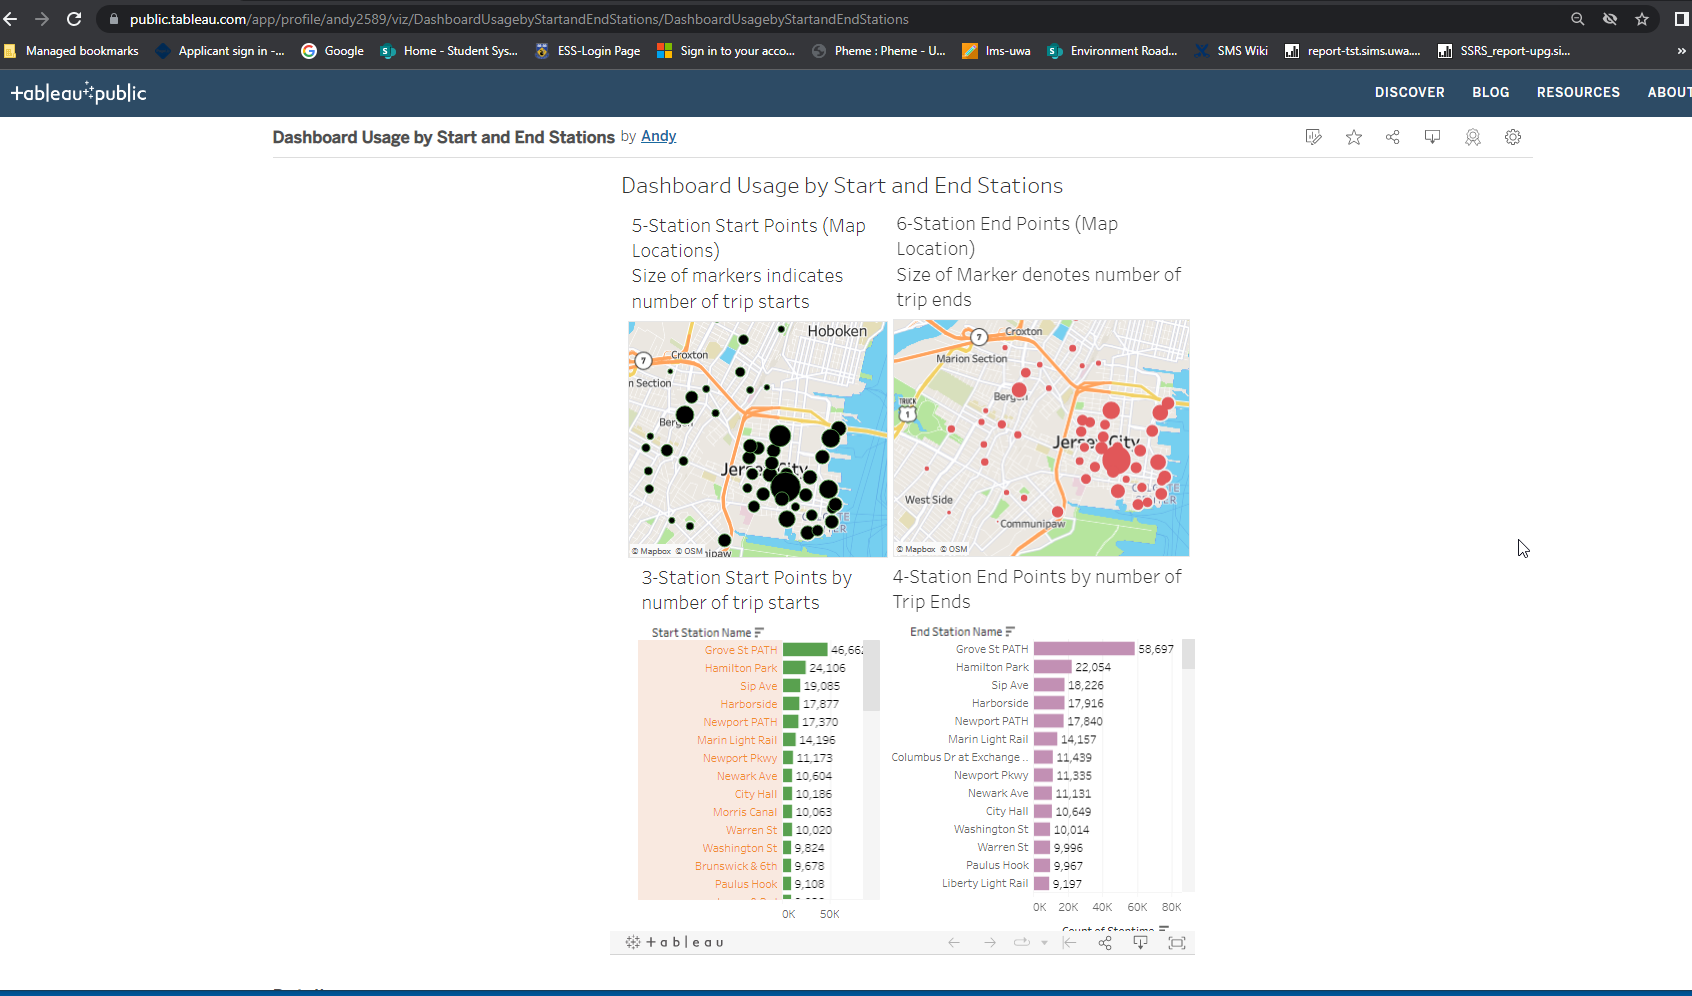 public.tableau.com/app/profile/andy2589/viz/DashboardUsagebyStartandEndStations/DashboardUsagebyStartandEndStations
Managed bookmarks
Applicant sign in -...
Google
Home - Student Sys...
ESS-Login Page
Sign in to your acco...
Pheme : Pheme - U...
lms-uwa
Environment Road...
SMS Wiki
report-tst.sims.uwa....
SSRS_report-upg.si...
»
+ableau public
DISCOVER
BLOG
RESOURCES
ABOUT
Dashboard Usage by Start and End Stations by Andy
Dashboard Usage by Start and End Stations
5-Station Start Points (Map
Locations)
Size of markers indicates
number of trip starts
6-Station End Points (Map
Location)
Size of Marker denotes number of
trip ends
Hoboken
7
Croxton
n Section
Berg
Jersey City
© Mapbox © OSM
ipaw
7
Croxton
Marion Section
TRUCK
1
Bergen
Jersey City
West Side
Communipaw
© Mapbox © OSM
3-Station Start Points by
number of trip starts
Start Station Name
Grove St PATH 46,662
Hamilton Park 24,106
Sip Ave 19,085
Harborside 17,877
Newport PATH 17,370
Marin Light Rail 14,196
Newport Pkwy 11,173
Newark Ave 10,604
City Hall 10,186
Morris Canal 10,063
Warren St 10,020
Washington St 9,824
Brunswick & 6th 9,678
Paulus Hook 9,108
0K 50K
4-Station End Points by number of
Trip Ends
End Station Name
Grove St PATH 58,697
Hamilton Park 22,054
Sip Ave 18,226
Harborside 17,916
Newport PATH 17,840
Marin Light Rail 14,157
Columbus Dr at Exchange .. 11,439
Newport Pkwy 11,335
Newark Ave 11,131
City Hall 10,649
Washington St 10,014
Warren St 9,996
Paulus Hook 9,967
Liberty Light Rail 9,197
0K 20K 40K 60K 80K
Count of Stoptime
+ a b l e a u